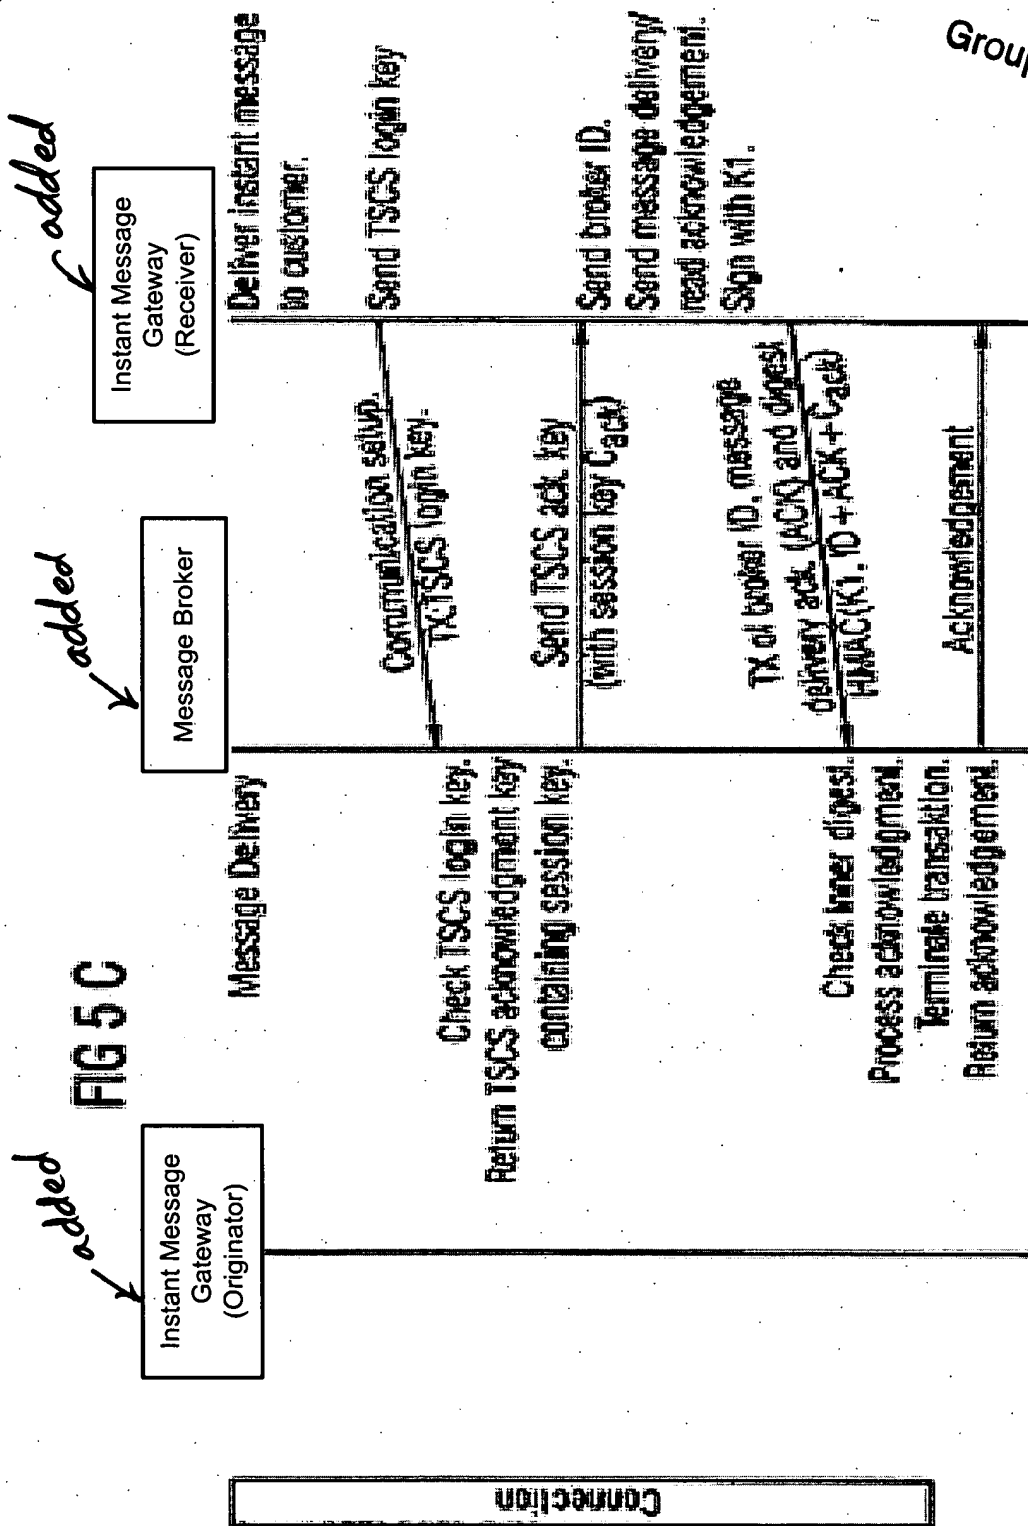 Group
FIG 5 C
added
Instant Message
Gateway
(Originator)
added
Message Broker
added
Instant Message
Gateway
(Receiver)
Connection
Message Delivery
Deliver instant message
to customer.
Communication setup.
TX:TSCS login key.
Send TSCS login key
Check TSCS login key.
Return TSCS acknowledgment key
containing session key.
Send TSCS ack. key
(with session key Cack)
Send broker ID.
Send message delivery/
read acknowledgement.
Sign with K1.
TX of broker ID, message
delivery ack. (ACK) and digest
HMAC(K1, ID + ACK + Cack)
Check inner digest.
Process acknowledgment.
Terminate transaktion.
Return acknowledgement.
Acknowledgement